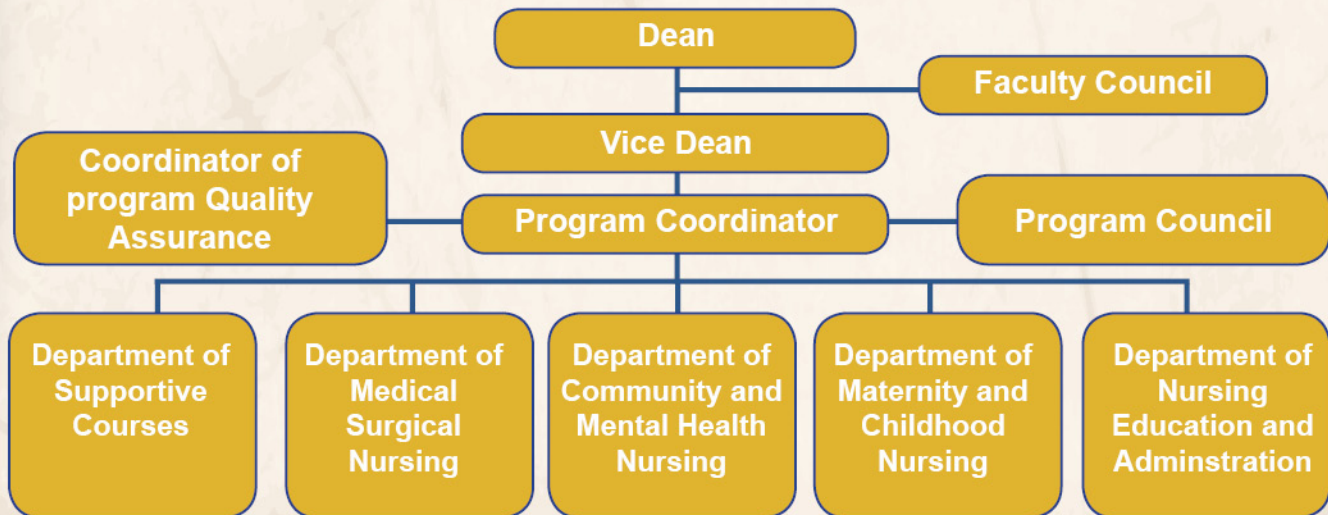 Dean
Faculty Council
Vice Dean
Coordinator of
program Quality
Assurance
Program Coordinator
Program Council
Department of
Supportive
Courses
Department of
Medical
Surgical
Nursing
Department of
Community and
Mental Health
Nursing
Department of
Maternity and
Childhood
Nursing
Department of
Nursing
Education and
Adminstration